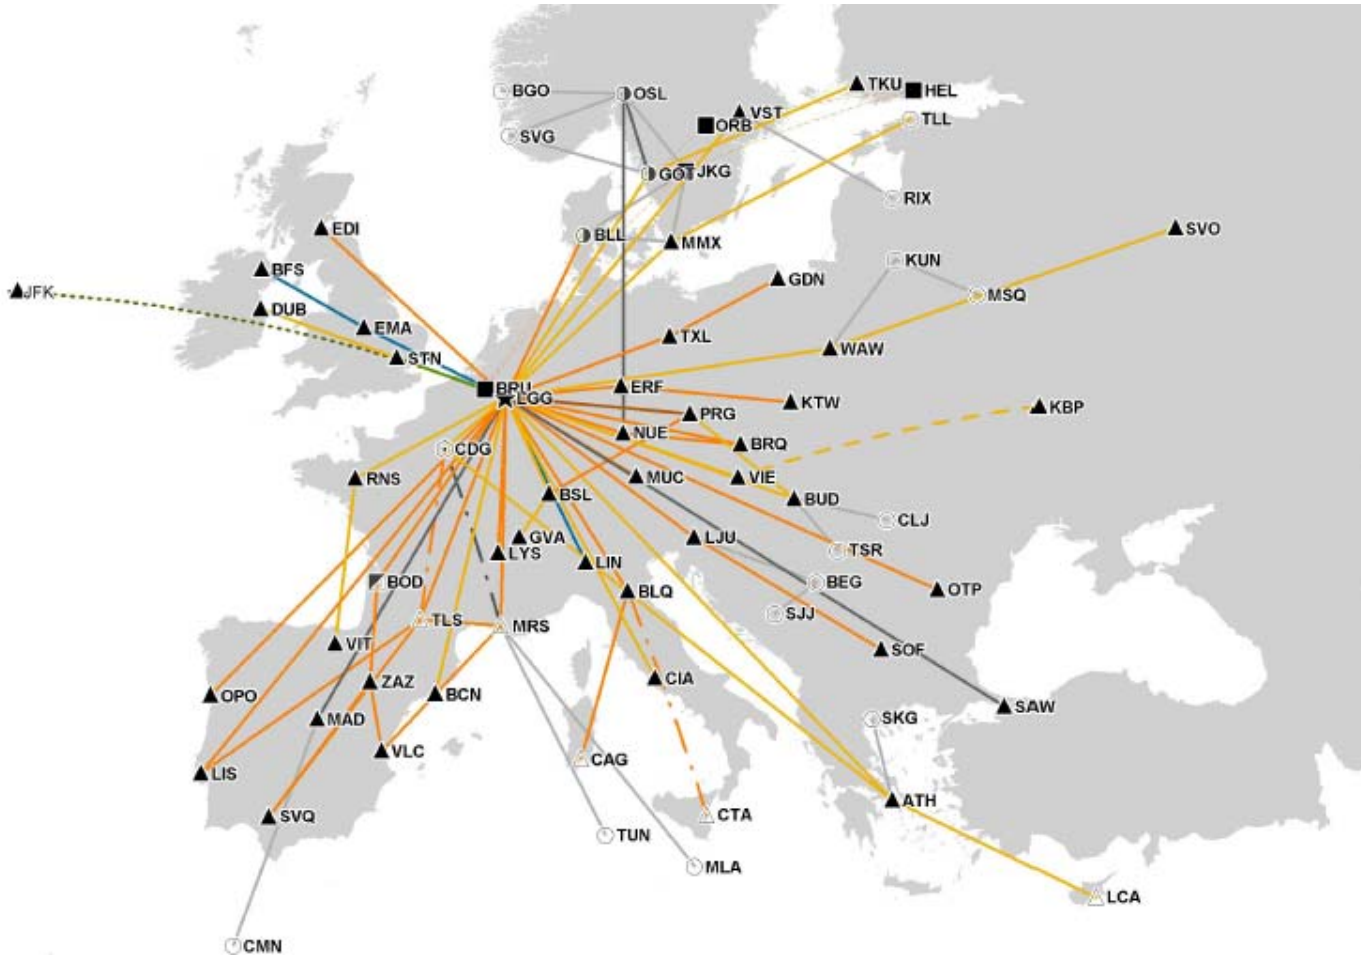 TKU
HEL
BGO
OSL
VST
TLL
ORB
SVG
GOT
JKG
RIX
EDI
SVO
BLL
MMX
KUN
BFS
GDN
JFK
MSQ
DUB
EMA
TXL
WAW
STN
BRU
ERF
LGG
KTW
KBP
PRG
NUE
BRQ
CDG
RNS
MUC
VIE
BSL
BUD
CLJ
GVA
LJU
LYS
TSR
LIN
BOD
BEG
BLQ
OTP
SJJ
TLS
MRS
VIT
SOF
CIA
ZAZ
OPO
BCN
SAW
MAD
SKG
VLC
CAG
LIS
ATH
SVQ
CTA
TUN
MLA
LCA
CMN